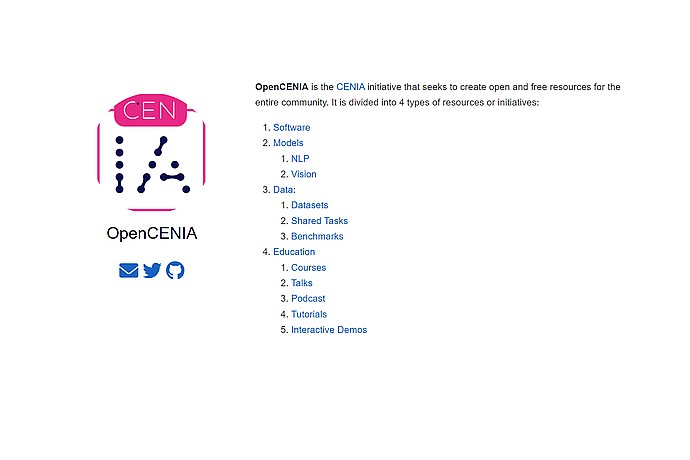 CEN
IA
OpenCENIA
OpenCENIA is the CENIA initiative that seeks to create open and free resources for the
entire community. It is divided into 4 types of resources or initiatives:
1. Software
2. Models
1. NLP
2. Vision
3. Data:
1. Datasets
2. Shared Tasks
3. Benchmarks
4. Education
1. Courses
2. Talks
3. Podcast
4. Tutorials
5. Interactive Demos